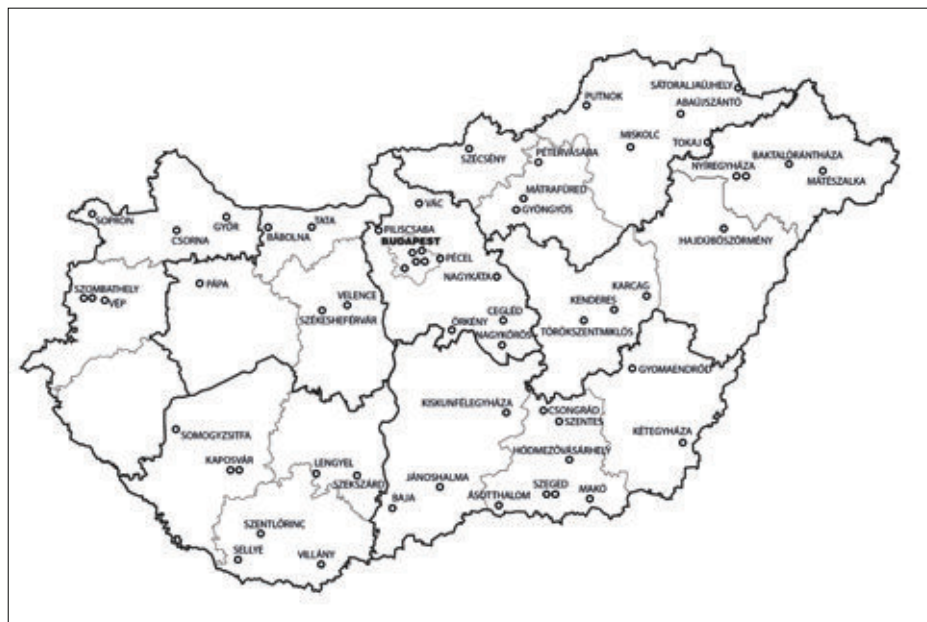 SÁTORALJAÚJHELY
PUTNOK
ABAÚJSZÁNTÓ
MISKOLC
TOKAJ
SZÉCSÉNY
PÉTERVÁSÁRA
BAKTALÓRÁNTHÁZA
NYÍREGYHÁZA
MÁTÉSZALKA
MÁTRAFÜRED
VÁC
GYÖNGYÖS
SOPRON
GYŐR
TATA
CSORNA
BÁBOLNA
PILISCSABA
HAJDÚBÖSZÖRMÉNY
BUDAPEST
PÉCEL
NAGYKÁTA
SZOMBATHELY
PÁPA
VÉP
VELENCE
KARCAG
KENDERES
SZÉKESHEFÉRVÁR
CEGLÉD
ÖRKÉNY
TÖRÖKSZENTMIKLÓS
NAGYKŐRÖS
GYOMAENDRŐD
KISKUNFÉLEGYHÁZA
CSONGRÁD
SZENTES
SOMOGYZSITFA
KÉTEGYHÁZA
HÓDMEZŐVÁSÁRHELY
KAPOSVÁR
LENGYEL
SZEKSZÁRD
JÁNOSHALMA
SZEGED
MAKÓ
BAJA
ÁSOTTHALOM
SZENTLŐRINC
SELLYE
VILLÁNY